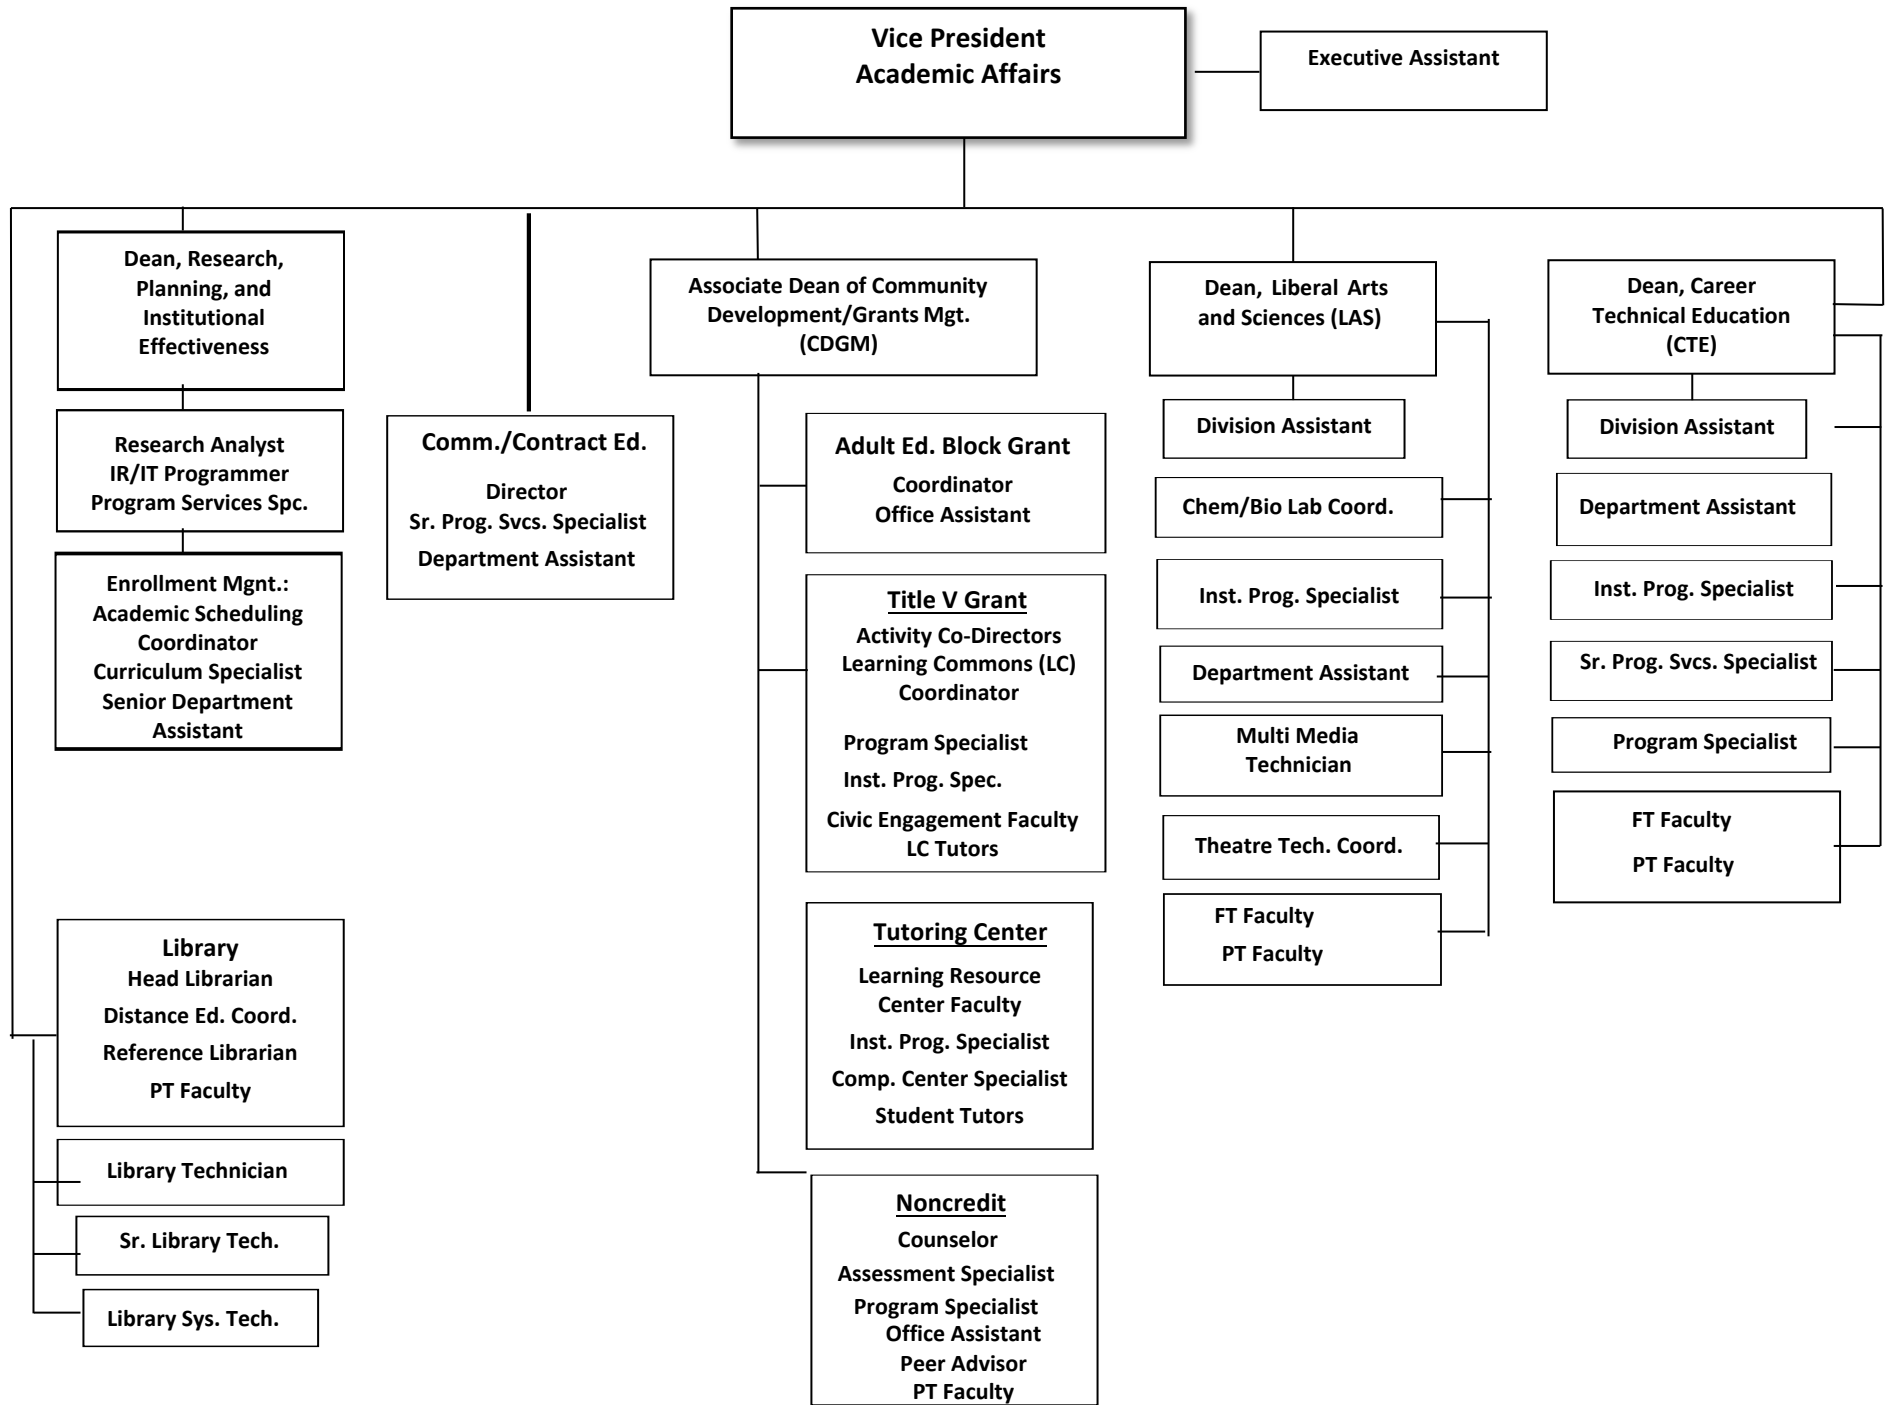 Vice President
Academic Affairs
Executive Assistant
Dean, Research,
Planning, and
Institutional
Effectiveness
Research Analyst
IR/IT Programmer
Program Services Spc.
Enrollment Mgnt.:
Academic Scheduling
Coordinator
Curriculum Specialist
Senior Department
Assistant
Library
Head Librarian
Distance Ed. Coord.
Reference Librarian
PT Faculty
Library Technician
Sr. Library Tech.
Library Sys. Tech.
Comm./Contract Ed.
Director
Sr. Prog. Svcs. Specialist
Department Assistant
Associate Dean of Community
Development/Grants Mgt.
(CDGM)
Adult Ed. Block Grant
Coordinator
Office Assistant
Title V Grant
Activity Co-Directors
Learning Commons (LC)
Coordinator
Program Specialist
Inst. Prog. Spec.
Civic Engagement Faculty
LC Tutors
Tutoring Center
Learning Resource
Center Faculty
Inst. Prog. Specialist
Comp. Center Specialist
Student Tutors
Noncredit
Counselor
Assessment Specialist
Program Specialist
Office Assistant
Peer Advisor
PT Faculty
Dean, Liberal Arts
and Sciences (LAS)
Division Assistant
Chem/Bio Lab Coord.
Inst. Prog. Specialist
Department Assistant
Multi Media
Technician
Theatre Tech. Coord.
FT Faculty
PT Faculty
Dean, Career
Technical Education
(CTE)
Division Assistant
Department Assistant
Inst. Prog. Specialist
Sr. Prog. Svcs. Specialist
Program Specialist
FT Faculty
PT Faculty